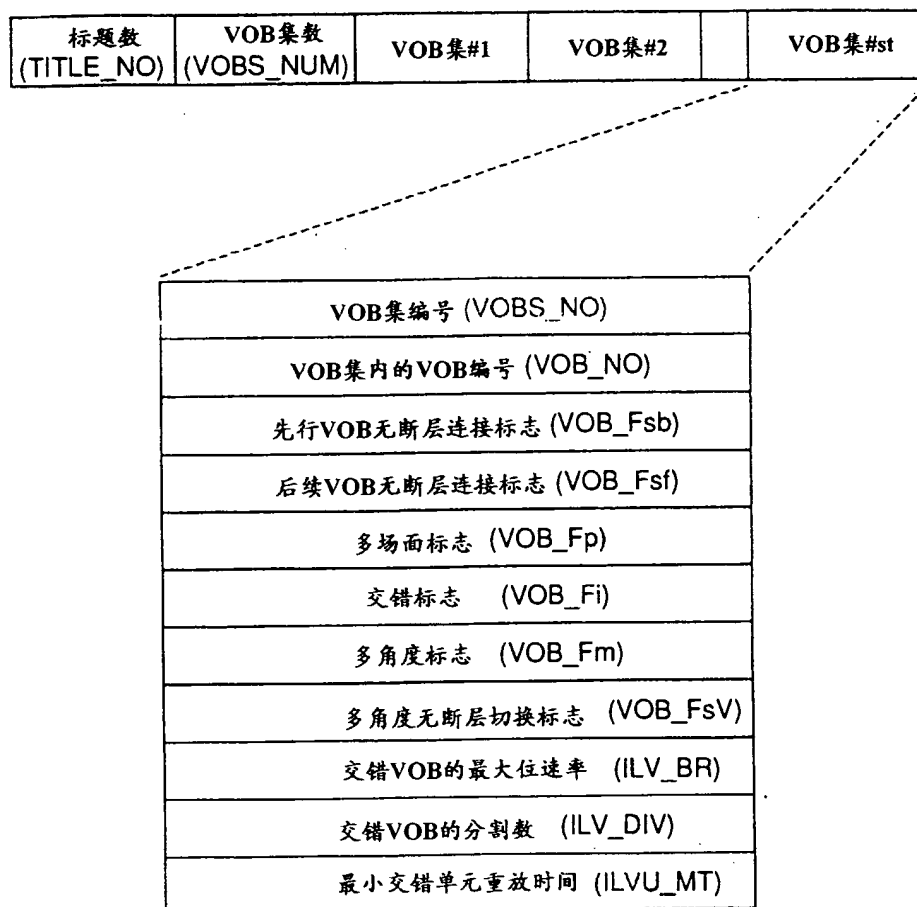 标题数
(TITLE_NO)
VOB集数
(VOBS_NUM)
VOB集#1
VOB集#2
VOB集#st
VOB集编号 (VOBS_NO)
VOB集内的VOB编号 (VOB_NO)
先行VOB无断层连接标志 (VOB_Fsb)
后续VOB无断层连接标志 (VOB_Fsf)
多场面标志 (VOB_Fp)
交错标志 (VOB_Fi)
多角度标志 (VOB_Fm)
多角度无断层切换标志 (VOB_FsV)
交错VOB的最大位速率 (ILV_BR)
交错VOB的分割数 (ILV_DIV)
最小交错单元重放时间 (ILVU_MT)